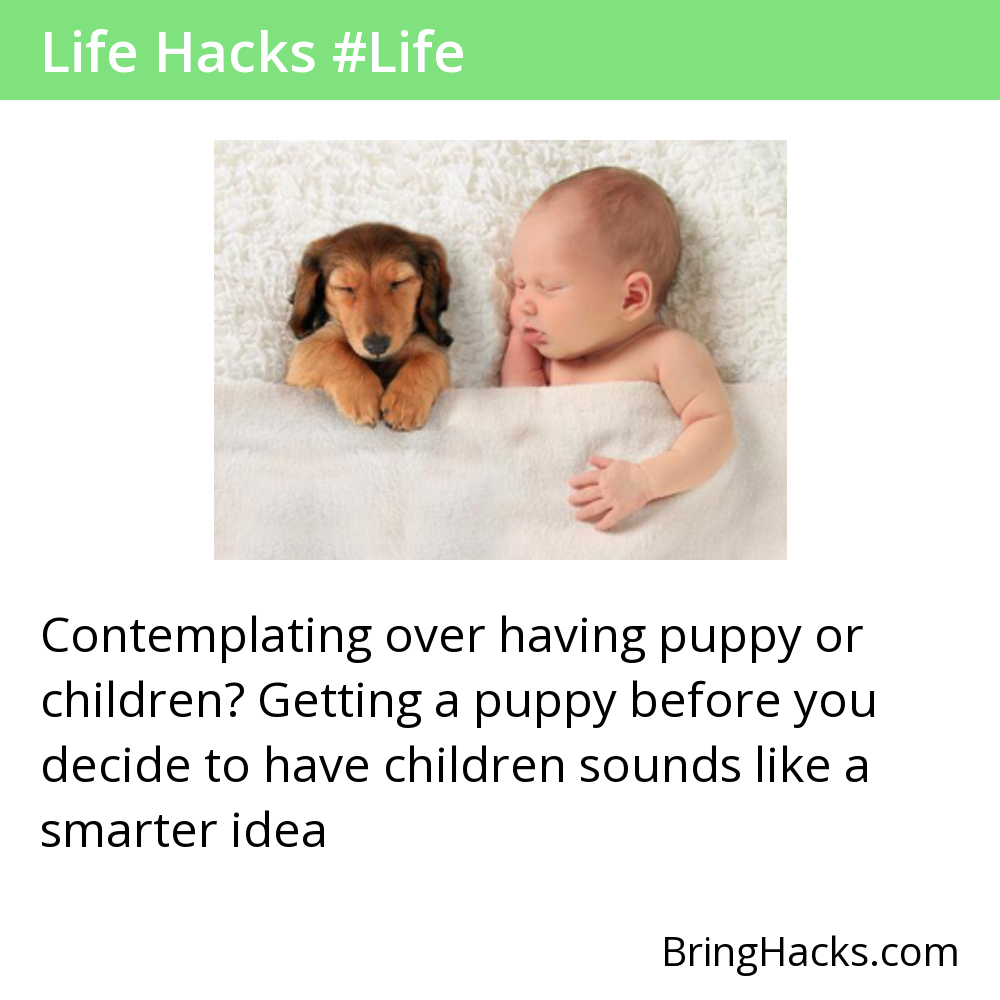 Life Hacks #Life
Contemplating over having puppy or
children? Getting a puppy before you
decide to have children sounds like a
smarter idea
BringHacks.com